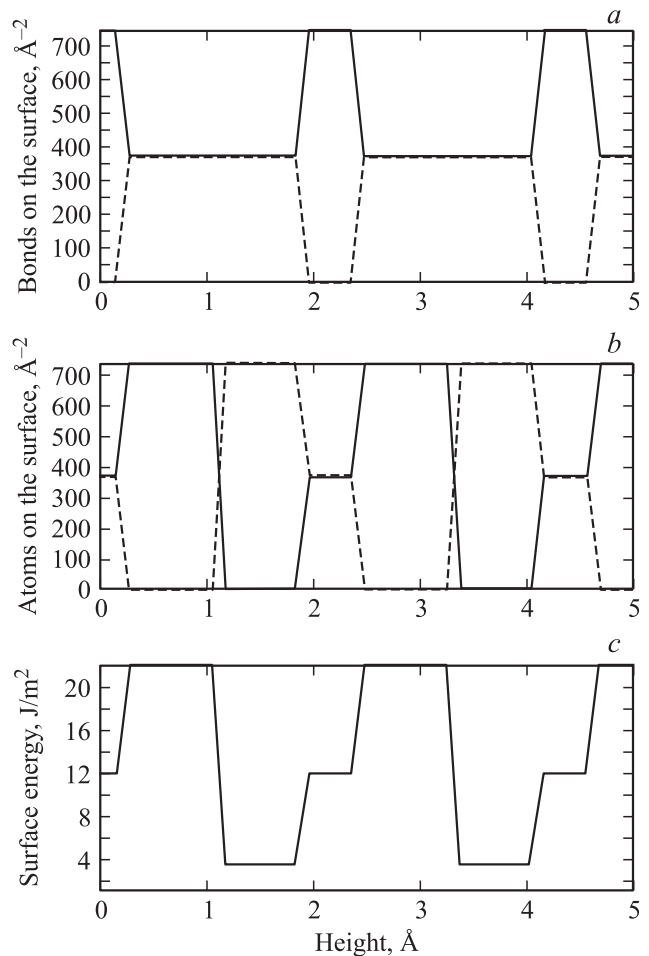 a
Bonds on the surface, Å⁻²
700
600
500
400
300
200
100
0
0 1 2 3 4 5
b
Atoms on the surface, Å⁻²
700
600
500
400
300
200
100
0
0 1 2 3 4 5
c
Surface energy, J/m²
20
16
12
8
4
0 1 2 3 4 5
Height, Å